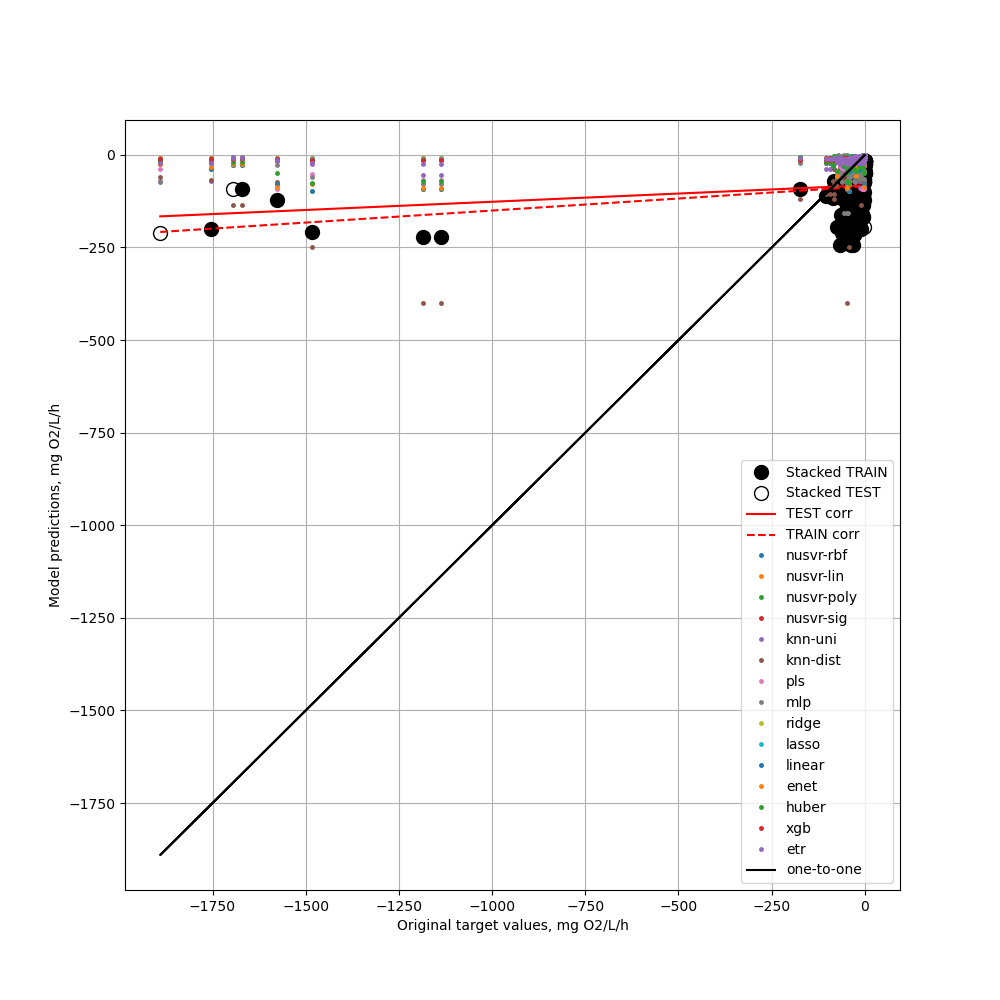 0
−250
−500
−750
−1000
−1250
−1500
−1750
Model predictions, mg O2/L/h
Stacked TRAIN
Stacked TEST
TEST corr
TRAIN corr
nusvr-rbf
nusvr-lin
nusvr-poly
nusvr-sig
knn-uni
knn-dist
pls
mlp
ridge
lasso
linear
enet
huber
xgb
etr
one-to-one
−1750 −1500 −1250 −1000 −750 −500 −250 0
Original target values, mg O2/L/h